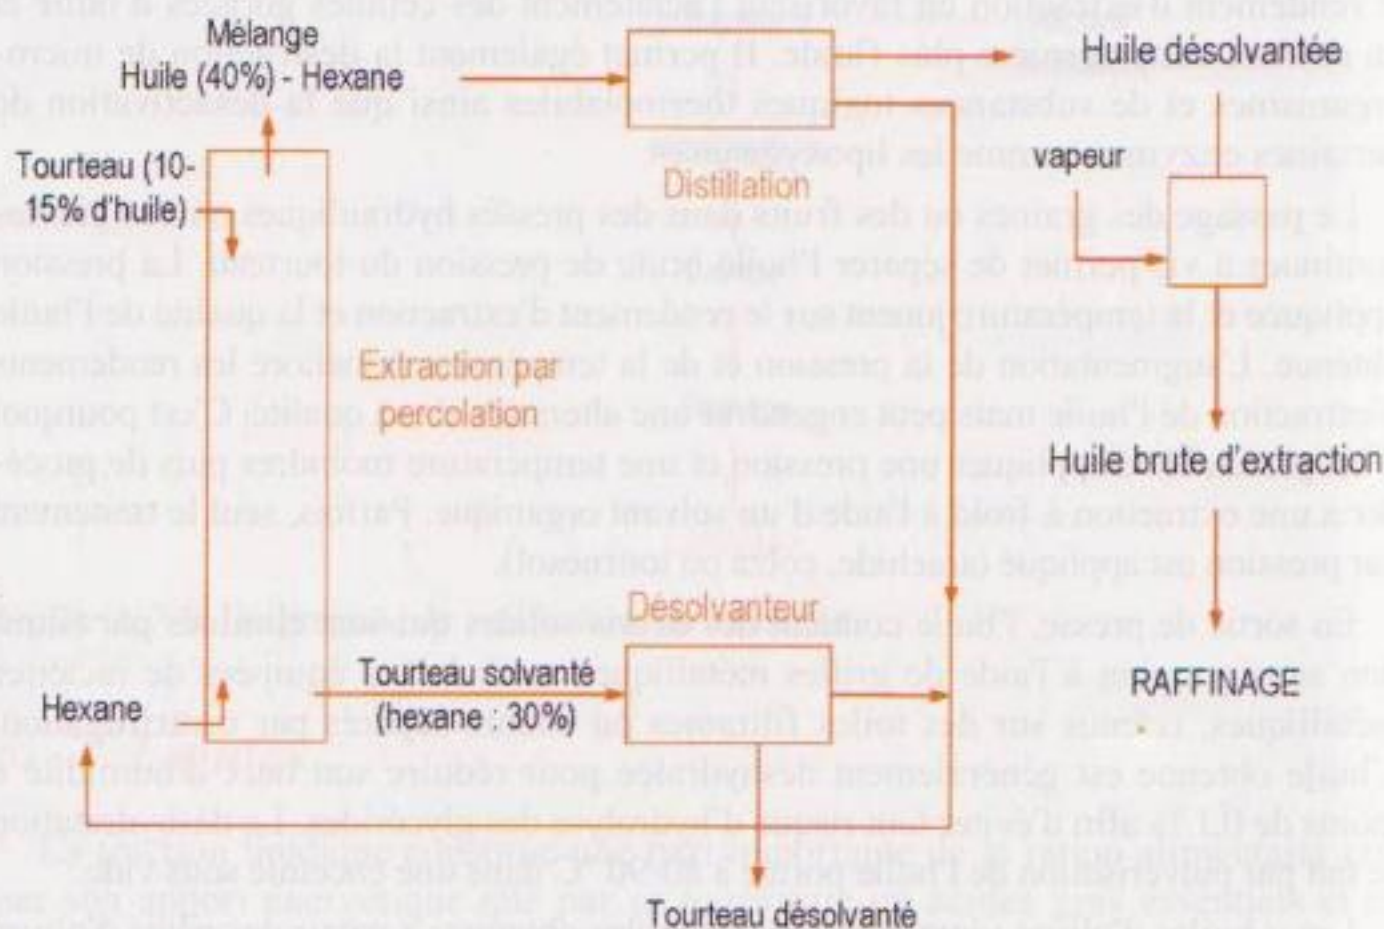 Mélange
Huile (40%) - Hexane
Huile désolvantée
Tourteau (10-
15% d'huile)
vapeur
Distillation
Extraction par
percolation
Huile brute d'extraction
Désolvanteur
Tourteau solvanté
(hexane : 30%)
Hexane
RAFFINAGE
Tourteau désolvanté